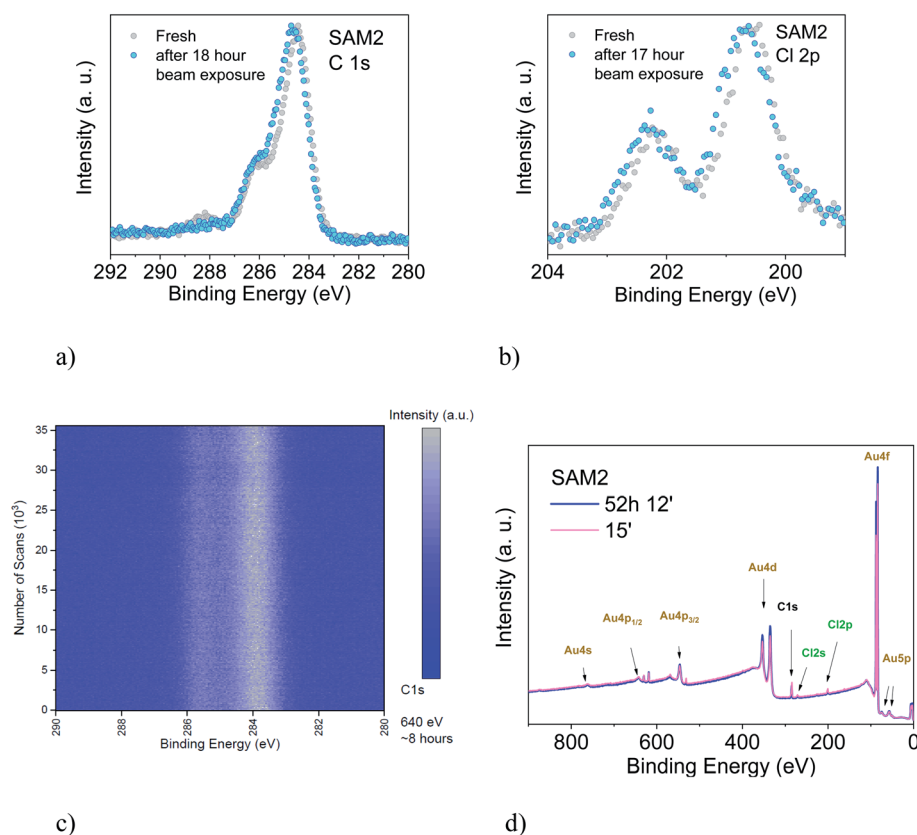 Fresh
after 18 hour
beam exposure
SAM2
C 1s
Intensity (a. u.)
292 290 288 286 284 282 280
Binding Energy (eV)
a)
Fresh
after 17 hour
beam exposure
SAM2
Cl 2p
Intensity (a. u.)
204 202 200
Binding Energy (eV)
b)
Intensity (a.u.)
35
30
25
20
15
10
5
0
Number of Scans (10³)
290 288 286 284 282 280
Binding Energy (eV)
C1s
640 eV
~8 hours
c)
SAM2
52h 12'
15'
Au4f
Au4d
C1s
Cl2p
Au4p3/2
Au4p1/2
Cl2s
Au4s
Au5p
Intensity (a. u.)
800 600 400 200 0
Binding Energy (eV)
d)